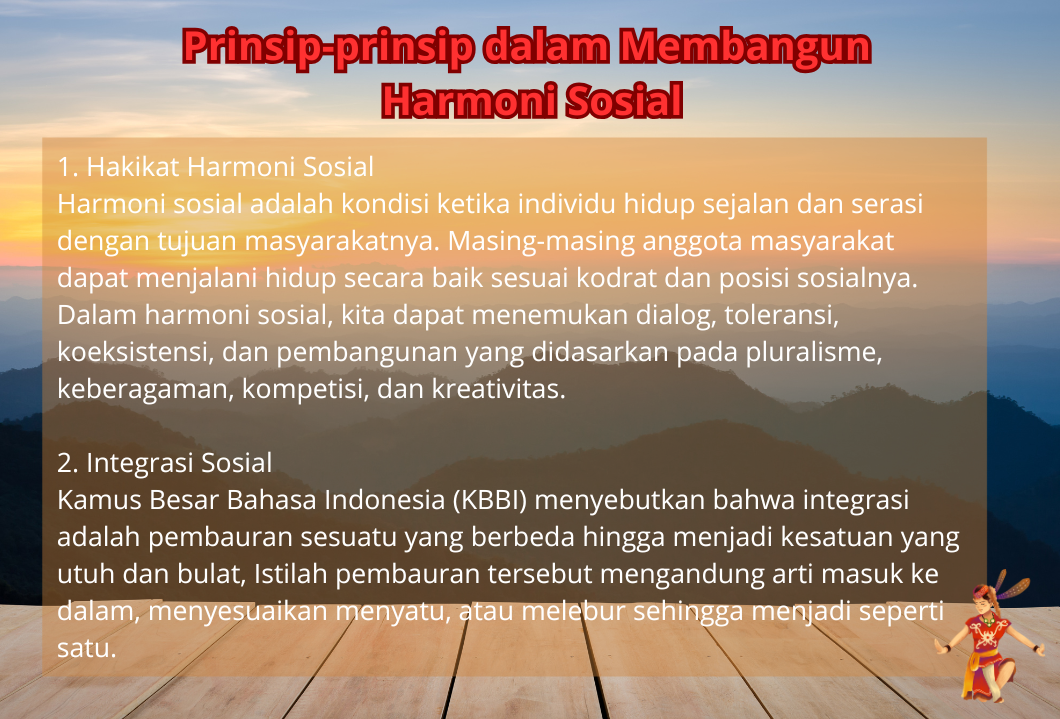 Prinsip-prinsip dalam Membangun
Harmoni Sosial
1. Hakikat Harmoni Sosial
Harmoni sosial adalah kondisi ketika individu hidup sejalan dan serasi
dengan tujuan masyarakatnya. Masing-masing anggota masyarakat
dapat menjalani hidup secara baik sesuai kodrat dan posisi sosialnya.
Dalam harmoni sosial, kita dapat menemukan dialog, toleransi,
koeksistensi, dan pembangunan yang didasarkan pada pluralisme,
keberagaman, kompetisi, dan kreativitas.
2. Integrasi Sosial
Kamus Besar Bahasa Indonesia (KBBI) menyebutkan bahwa integrasi
adalah pembauran sesuatu yang berbeda hingga menjadi kesatuan yang
utuh dan bulat, Istilah pembauran tersebut mengandung arti masuk ke
dalam, menyesuaikan menyatu, atau melebur sehingga menjadi seperti
satu.